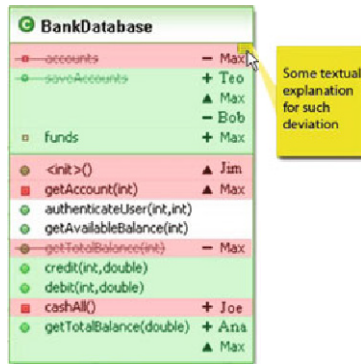 BankDatabase
accounts — Max
saveAccounts + Teo
▲ Max
— Bob
funds + Max
<init>() ▲ Jim
getAccount(int) ▲ Max
authenticateUser(int,int)
getAvailableBalance(int)
getTotalBalance(int) — Max
credit(int,double)
debit(int,double)
cashAll() + Joe
getTotalBalance(double) + Ana
▲ Max
Some textual
explanation
for such
deviation